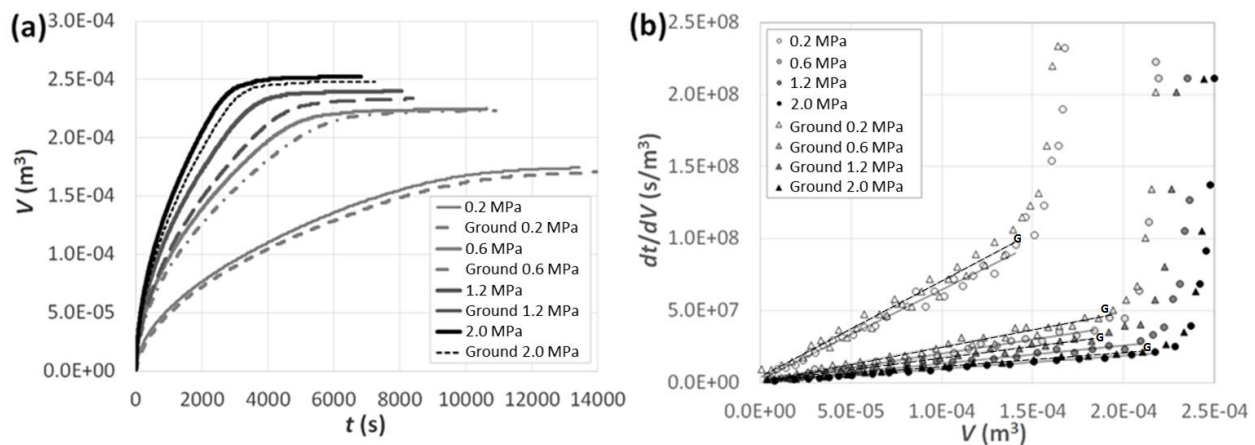 (a)
3.0E-04
2.5E-04
2.0E-04
1.5E-04
1.0E-04
5.0E-05
0.0E+00
V (m³)
0 2000 4000 6000 8000 10000 12000 14000
t (s)
0.2 MPa
Ground 0.2 MPa
0.6 MPa
Ground 0.6 MPa
1.2 MPa
Ground 1.2 MPa
2.0 MPa
Ground 2.0 MPa
(b)
2.5E+08
2.0E+08
1.5E+08
1.0E+08
5.0E+07
0.0E+00
dt/dV (s/m³)
0.2 MPa
0.6 MPa
1.2 MPa
2.0 MPa
Ground 0.2 MPa
Ground 0.6 MPa
Ground 1.2 MPa
Ground 2.0 MPa
G
G
G
G
0.0E+00 5.0E-05 1.0E-04 1.5E-04 2.0E-04 2.5E-04
V (m³)